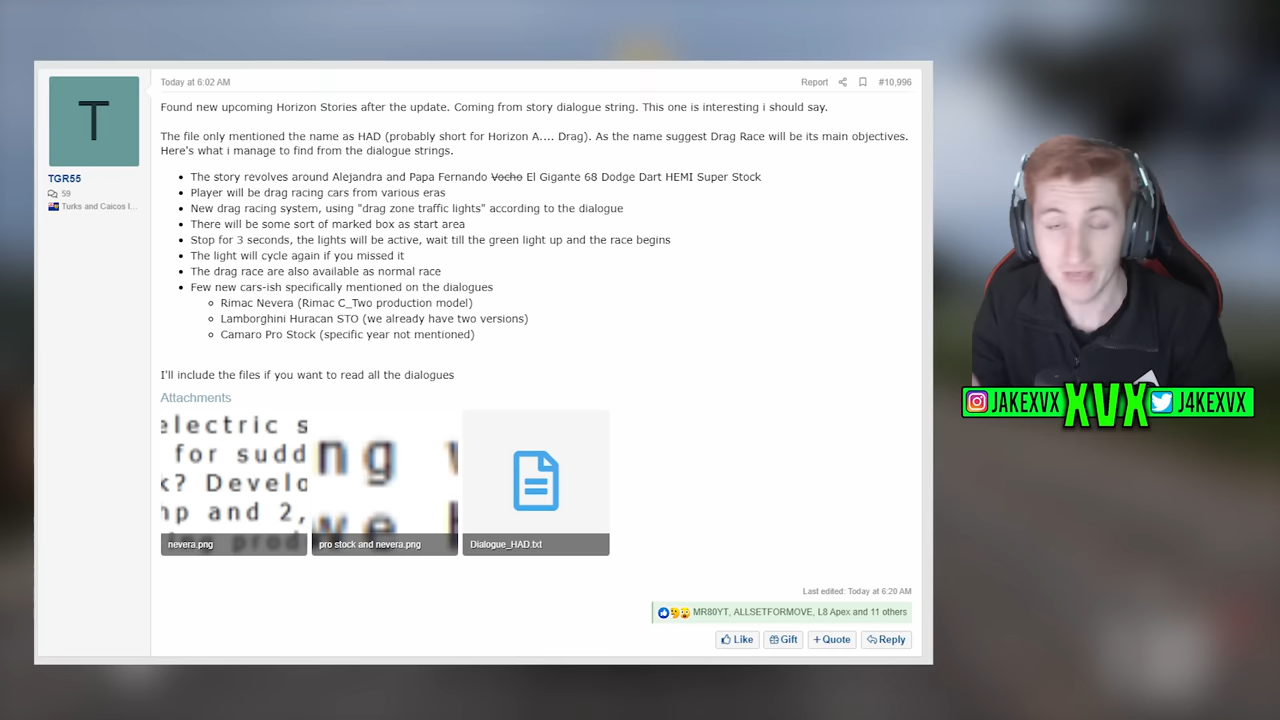 T
TGR55
59
Turks and Caicos I...
Today at 6:02 AM
Report
#10,996
Found new upcoming Horizon Stories after the update. Coming from story dialogue string. This one is interesting i should say.
The file only mentioned the name as HAD (probably short for Horizon A.... Drag). As the name suggest Drag Race will be its main objectives.
Here's what i manage to find from the dialogue strings.
• The story revolves around Alejandra and Papa Fernando Vocho El Gigante 68 Dodge Dart HEMI Super Stock
• Player will be drag racing cars from various eras
• New drag racing system, using "drag zone traffic lights" according to the dialogue
• There will be some sort of marked box as start area
• Stop for 3 seconds, the lights will be active, wait till the green light up and the race begins
• The light will cycle again if you missed it
• The drag race are also available as normal race
• Few new cars-ish specifically mentioned on the dialogues
◦ Rimac Nevera (Rimac C_Two production model)
◦ Lamborghini Huracan STO (we already have two versions)
◦ Camaro Pro Stock (specific year not mentioned)
I'll include the files if you want to read all the dialogues
Attachments
electric s
for sudd
k? Develo
hp and 2,
nevera.png
ng
ve
pro stock and nevera.png
Dialogue_HAD.txt
Last edited: Today at 6:20 AM
MR80YT, ALLSETFORMOVE, L8 Apex and 11 others
Like
Gift
+ Quote
Reply
JAKEXVX
XVX
J4KEXVX